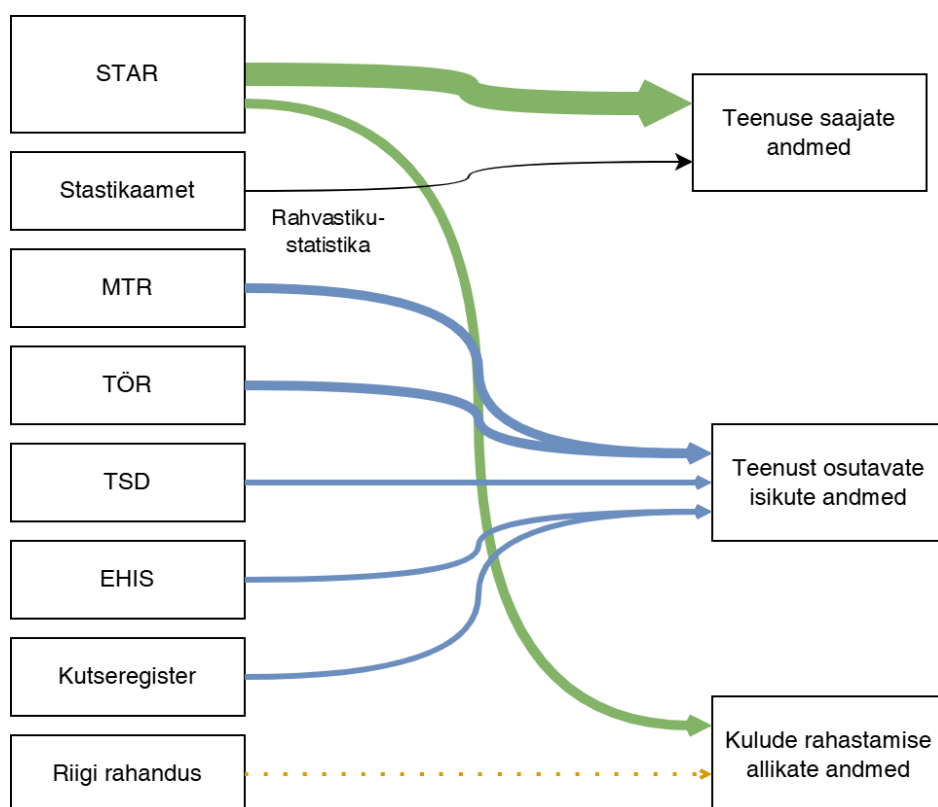 STAR
Teenuse saajate
andmed
Stastikaamet
Rahvastiku-
statistika
MTR
TÖR
TSD
Teenust osutavate
isikute andmed
EHIS
Kutseregister
Riigi rahandus
Kulude rahastamise
allikate andmed